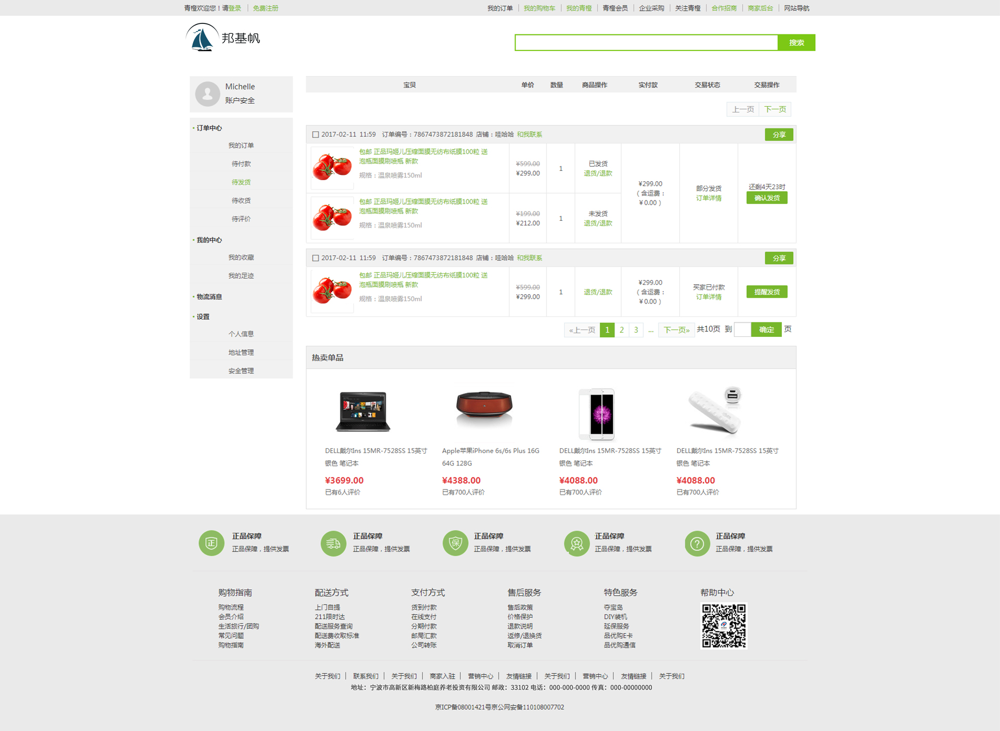 青橙欢迎您！请登录 免费注册
我的订单 我的购物车 我的青橙 青橙会员 企业采购 关注青橙 合作招商 商家后台 网站导航
邦基帆
搜索
Michelle
账户安全
• 订单中心
我的订单
待付款
待发货
待收货
待评价
• 我的中心
我的收藏
我的足迹
• 物流消息
• 设置
个人信息
地址管理
安全管理
宝贝 单价 数量 商品操作 实付款 交易状态 交易操作
上一页 下一页
2017-02-11 11:59 订单编号：7867473872181848 店铺：哇哈哈 和我联系 分享
包邮 正品玛姬儿压缩面膜无纺布纸膜100粒 送
泡瓶面膜刷喷瓶 新款
规格：温泉喷雾150ml
¥599.00
¥299.00
1
已发货
退货/退款
包邮 正品玛姬儿压缩面膜无纺布纸膜100粒 送
泡瓶面膜刷喷瓶 新款
规格：温泉喷雾150ml
¥199.00
¥212.00
1
未发货
退货/退款
¥299.00
（含运费：
¥0.00）
部分发货
订单详情
还剩4天23时
确认发货
2017-02-11 11:59 订单编号：7867473872181848 店铺：哇哈哈 和我联系 分享
包邮 正品玛姬儿压缩面膜无纺布纸膜100粒 送
泡瓶面膜刷喷瓶 新款
规格：温泉喷雾150ml
¥599.00
¥299.00
1
退货/退款
¥299.00
（含运费：
¥0.00）
买家已付款
订单详情
提醒发货
«上一页 1 2 3 ... 下一页» 共10页 到 确定 页
热卖单品
DELL戴尔Ins 15MR-7528SS 15英寸
银色 笔记本
¥3699.00
已有6人评价
Apple苹果iPhone 6s/6s Plus 16G
64G 128G
¥4388.00
已有700人评价
DELL戴尔Ins 15MR-7528SS 15英寸
银色 笔记本
¥4088.00
已有700人评价
DELL戴尔Ins 15MR-7528SS 15英寸
银色 笔记本
¥4088.00
已有700人评价
正
正品保障
正品保障，提供发票
正品保障
正品保障，提供发票
保
正品保障
正品保障，提供发票
正品保障
正品保障，提供发票
?
正品保障
正品保障，提供发票
购物指南
购物流程
会员介绍
生活旅行/团购
常见问题
购物指南
配送方式
上门自提
211限时达
配送服务查询
配送费收取标准
海外配送
支付方式
货到付款
在线支付
分期付款
邮局汇款
公司转账
售后服务
售后政策
价格保护
退款说明
返修/退换货
取消订单
特色服务
夺宝岛
DIY装机
延保服务
品优购E卡
品优购通信
帮助中心
关于我们 联系我们 关于我们 商家入驻 营销中心 友情链接 关于我们 营销中心 友情链接 关于我们
地址：宁波市高新区新梅路柏庭养老投资有限公司 邮政：33102 电话：000-000-0000 传真：000-00000000
京ICP备08001421号京公网安备110108007702